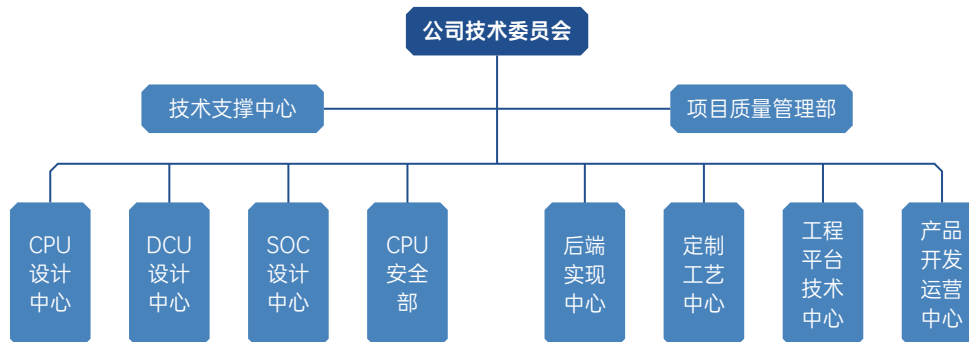 公司技术委员会
技术支撑中心
项目质量管理部
CPU
设计
中心
DCU
设计
中心
SOC
设计
中心
CPU
安全
部
后端
实现
中心
定制
工艺
中心
工程
平台
技术
中心
产品
开发
运营
中心